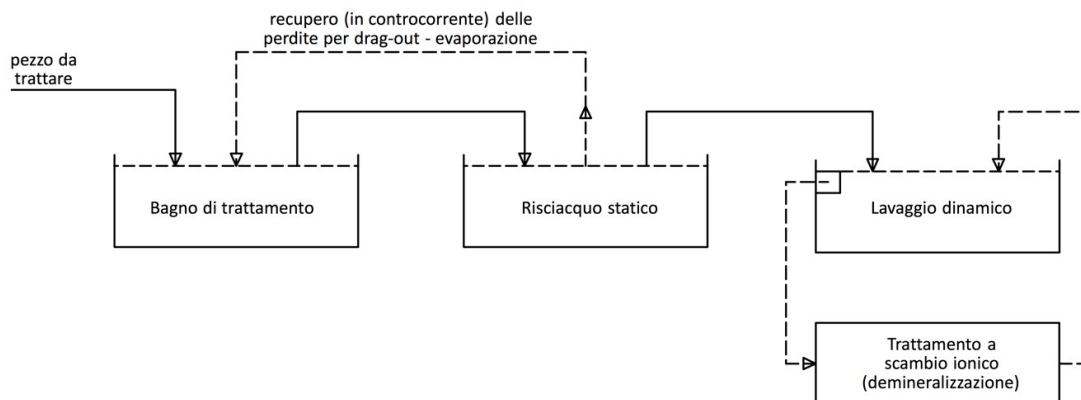 recupero (in controcorrente) delle
perdite per drag-out - evaporazione
pezzo da
trattare
Bagno di trattamento
Risciacquo statico
Lavaggio dinamico
Trattamento a
scambio ionico
(demineralizzazione)